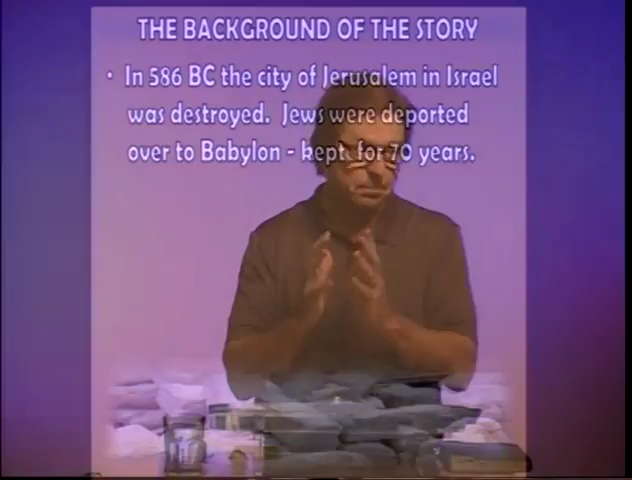 THE BACKGROUND OF THE STORY
• In 586 BC the city of Jerusalem in Israel
was destroyed. Jews were deported
over to Babylon - kept for 70 years.